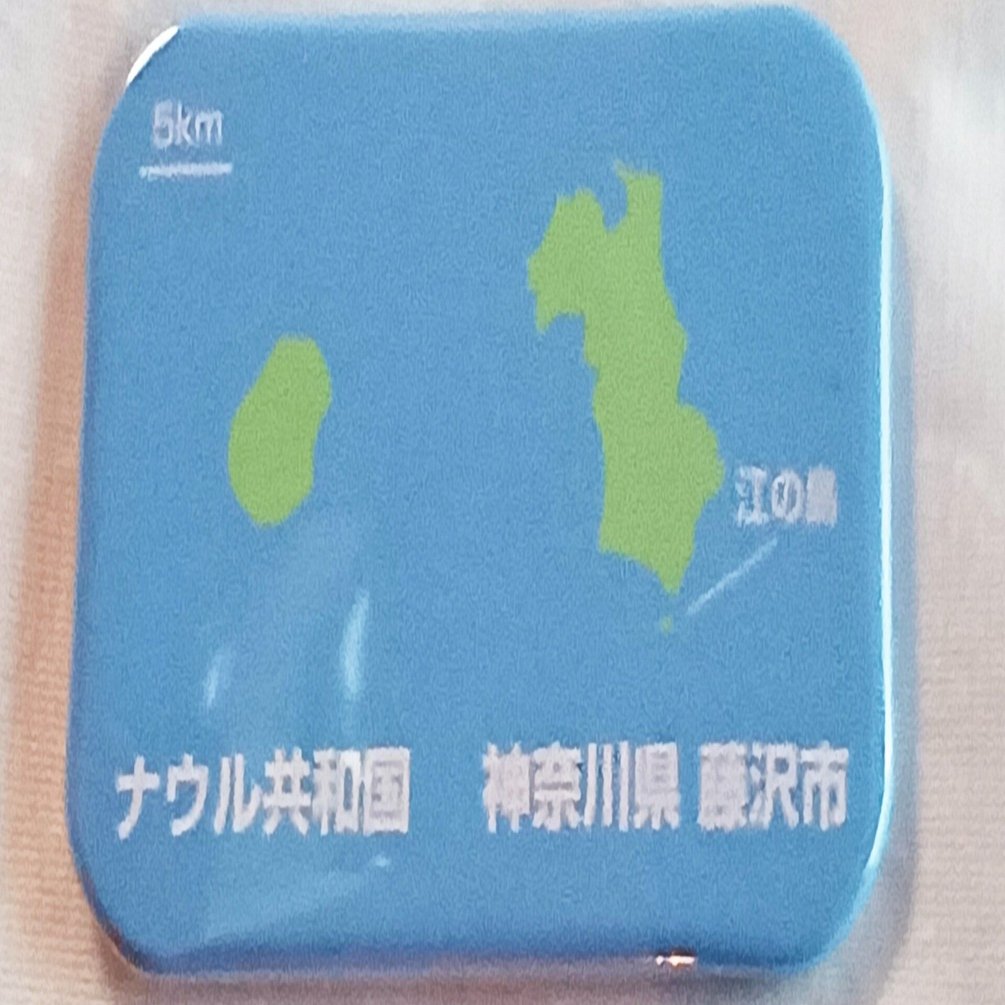 5km
江の島
ナウル共和国
神奈川県 藤沢市